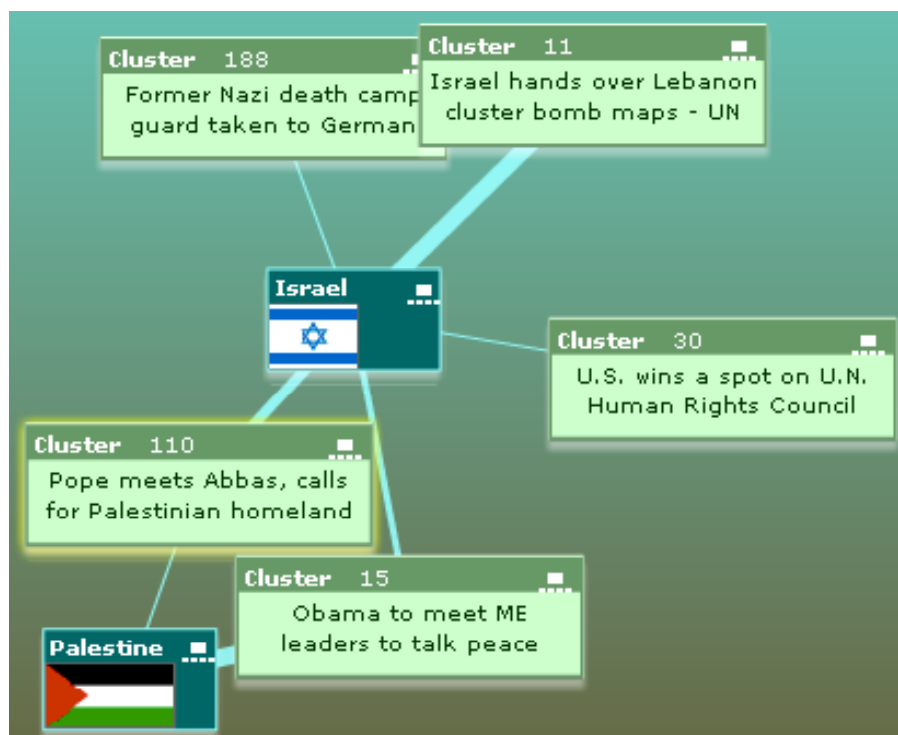 Cluster 188
Former Nazi death camp
guard taken to German
Cluster 11
Israel hands over Lebanon
cluster bomb maps - UN
Israel
Cluster 30
U.S. wins a spot on U.N.
Human Rights Council
Cluster 110
Pope meets Abbas, calls
for Palestinian homeland
Cluster 15
Obama to meet ME
leaders to talk peace
Palestine